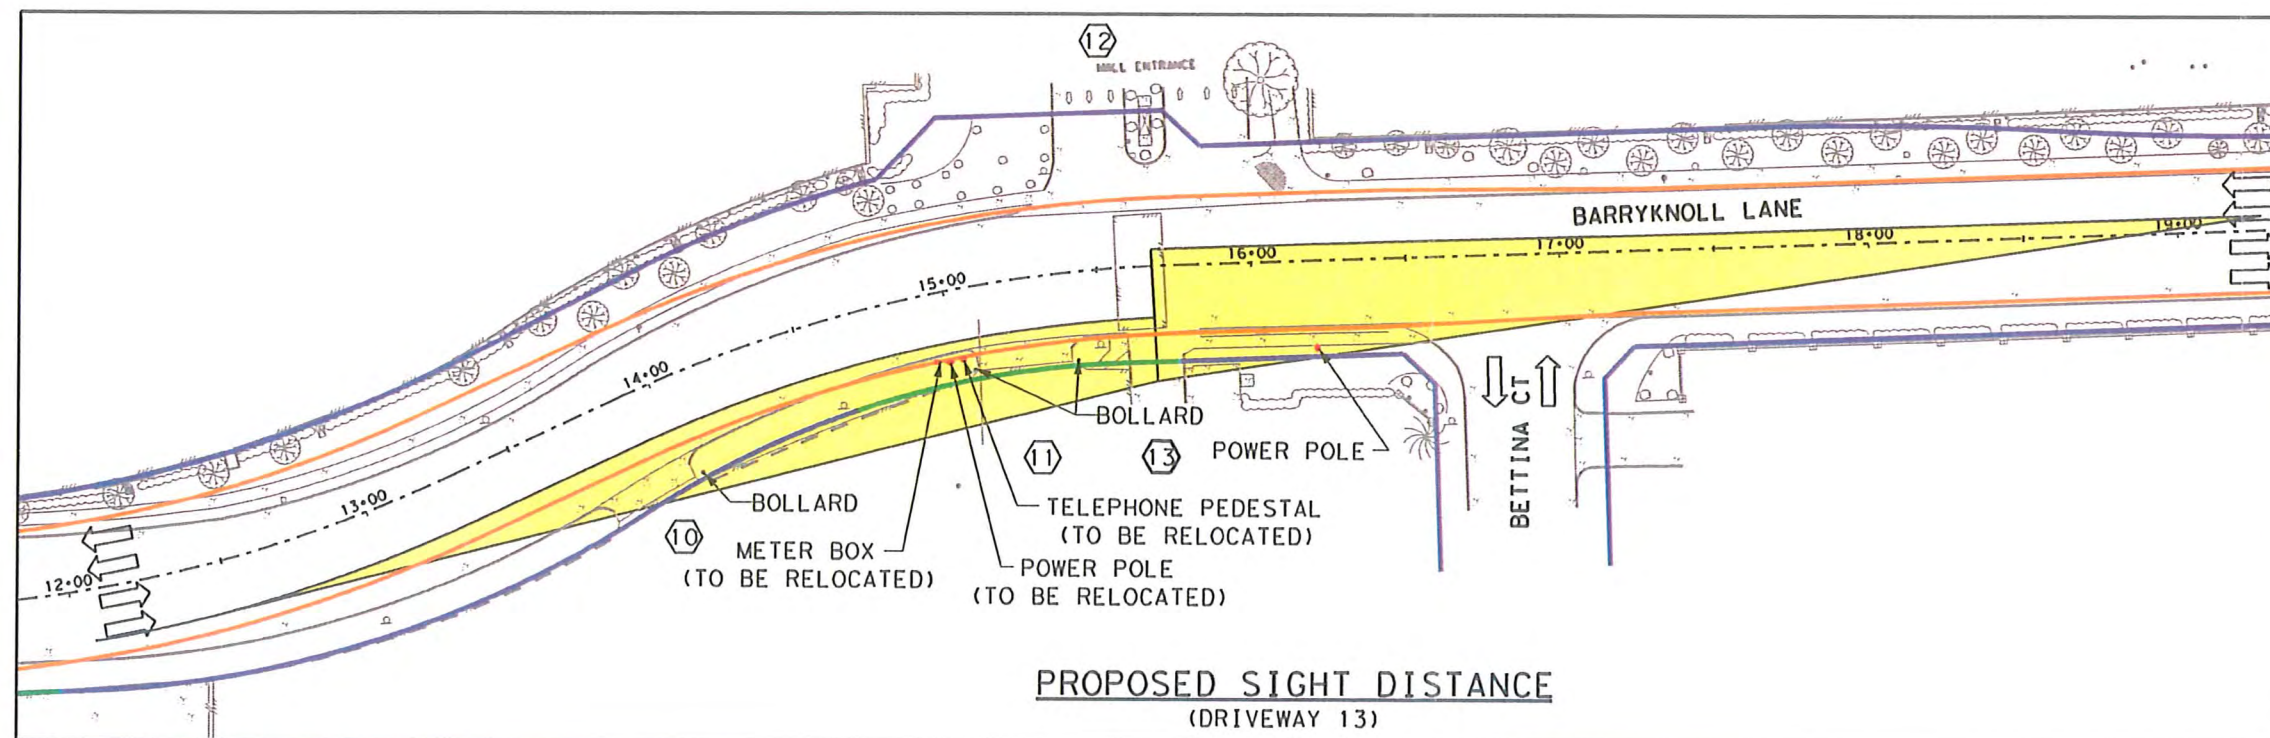 12
MALL ENTRANCE
BARRYKNOLL LANE
12+00
13+00
14+00
15+00
16+00
17+00
18+00
19+00
BOLLARD
11
13
POWER POLE
BETTINA CT
BOLLARD
10
TELEPHONE PEDESTAL
(TO BE RELOCATED)
METER BOX
(TO BE RELOCATED)
POWER POLE
(TO BE RELOCATED)
PROPOSED SIGHT DISTANCE
(DRIVEWAY 13)